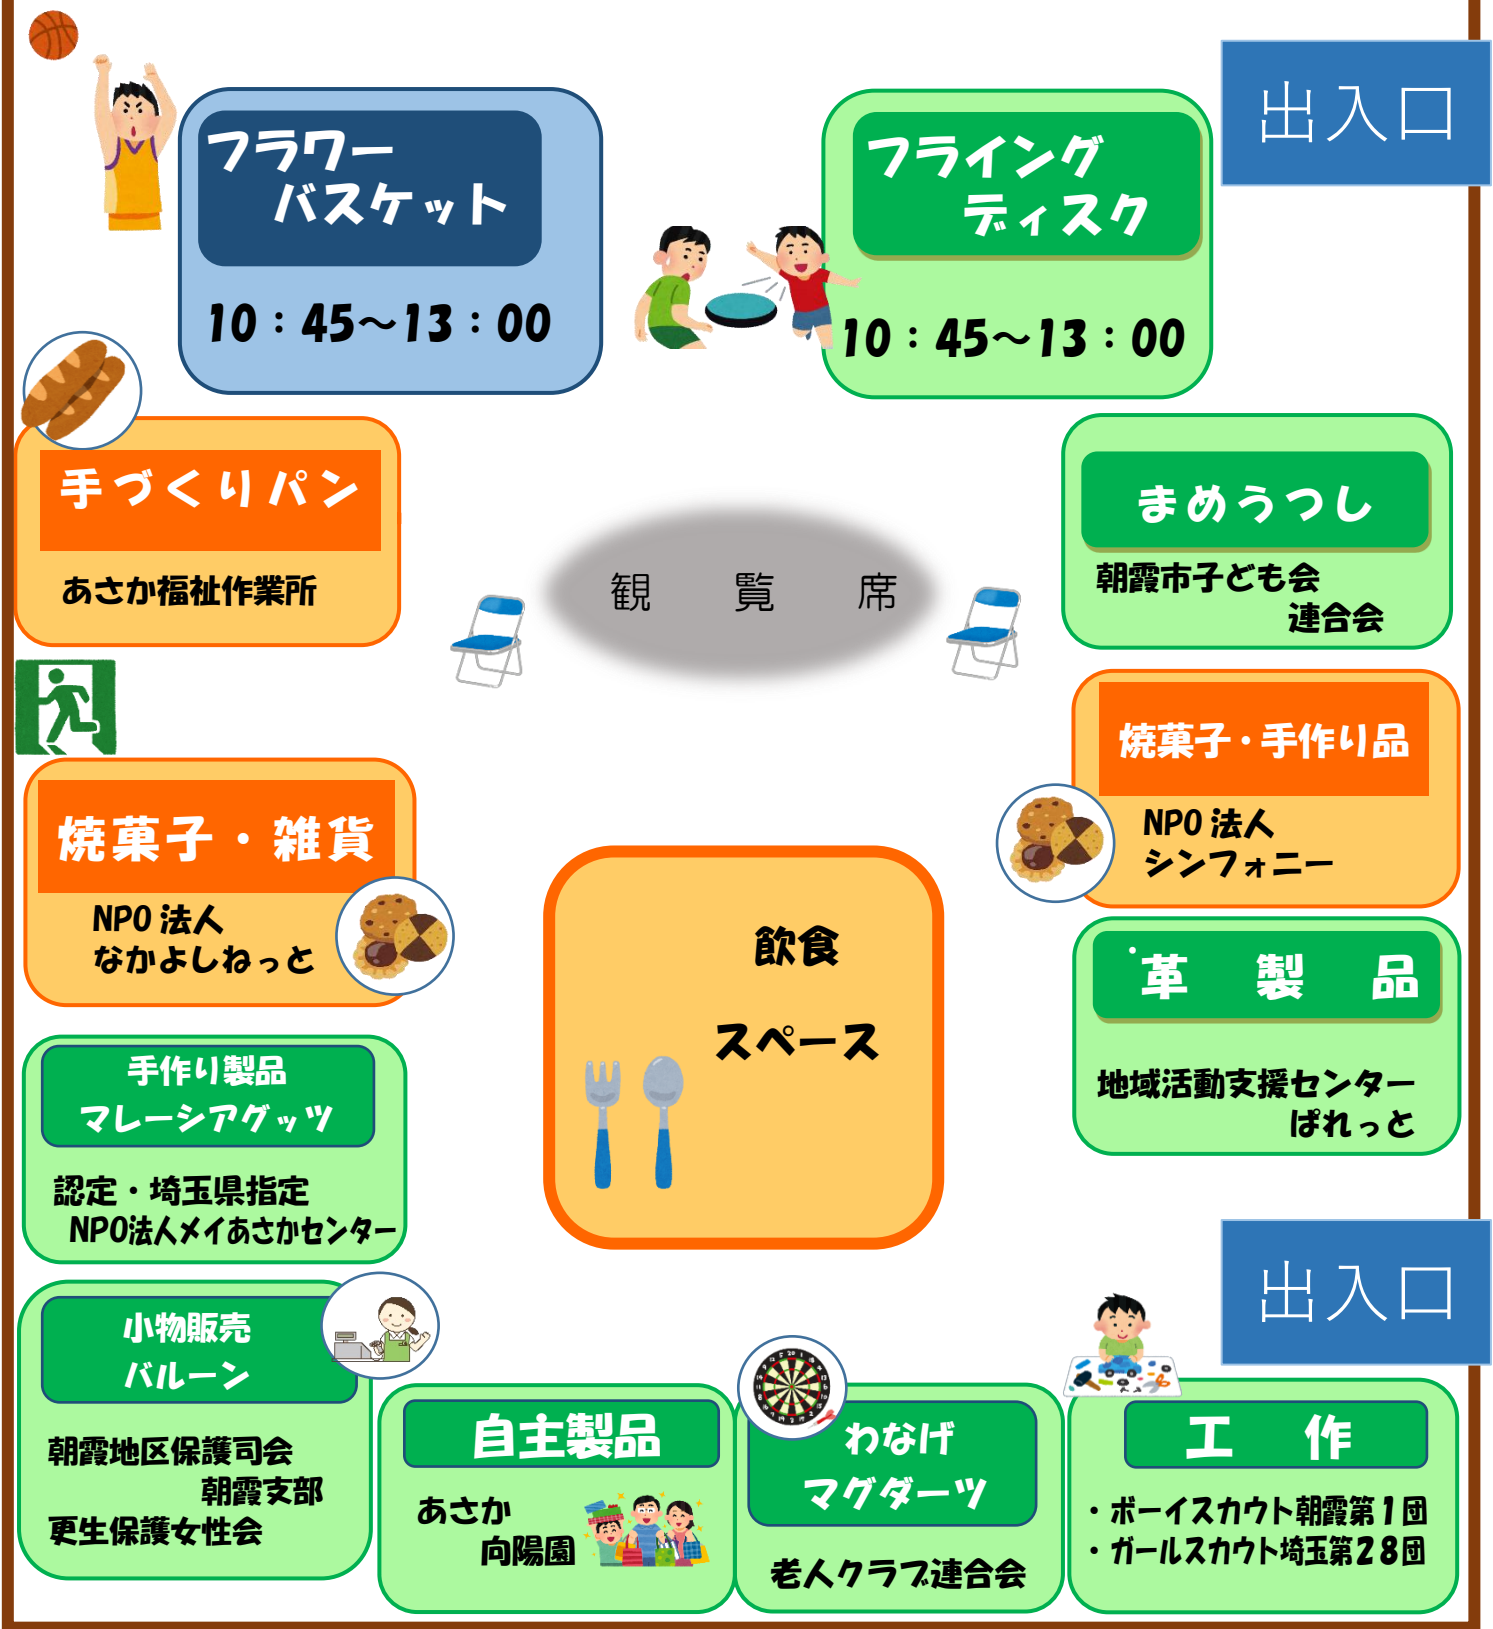 フラワー
バスケット
10：45～13：00
フライング
ディスク
10：45～13：00
出入口
手づくりパン
あさか福祉作業所
観　覧　席
まめうつし
朝霞市子ども会
連合会
焼菓子・手作り品
NPO法人
シンフォニー
焼菓子・雑貨
NPO法人
なかよしねっと
飲食
スペース
革　製　品
地域活動支援センター
ぱれっと
手作り製品
マレーシアグッツ
認定・埼玉県指定
NPO法人メイあさかセンター
出入口
小物販売
バルーン
朝霞地区保護司会
朝霞支部
更生保護女性会
自主製品
あさか
向陽園
わなげ
マグダーツ
老人クラブ連合会
工　作
・ボーイスカウト朝霞第1団
・ガールスカウト埼玉第28団